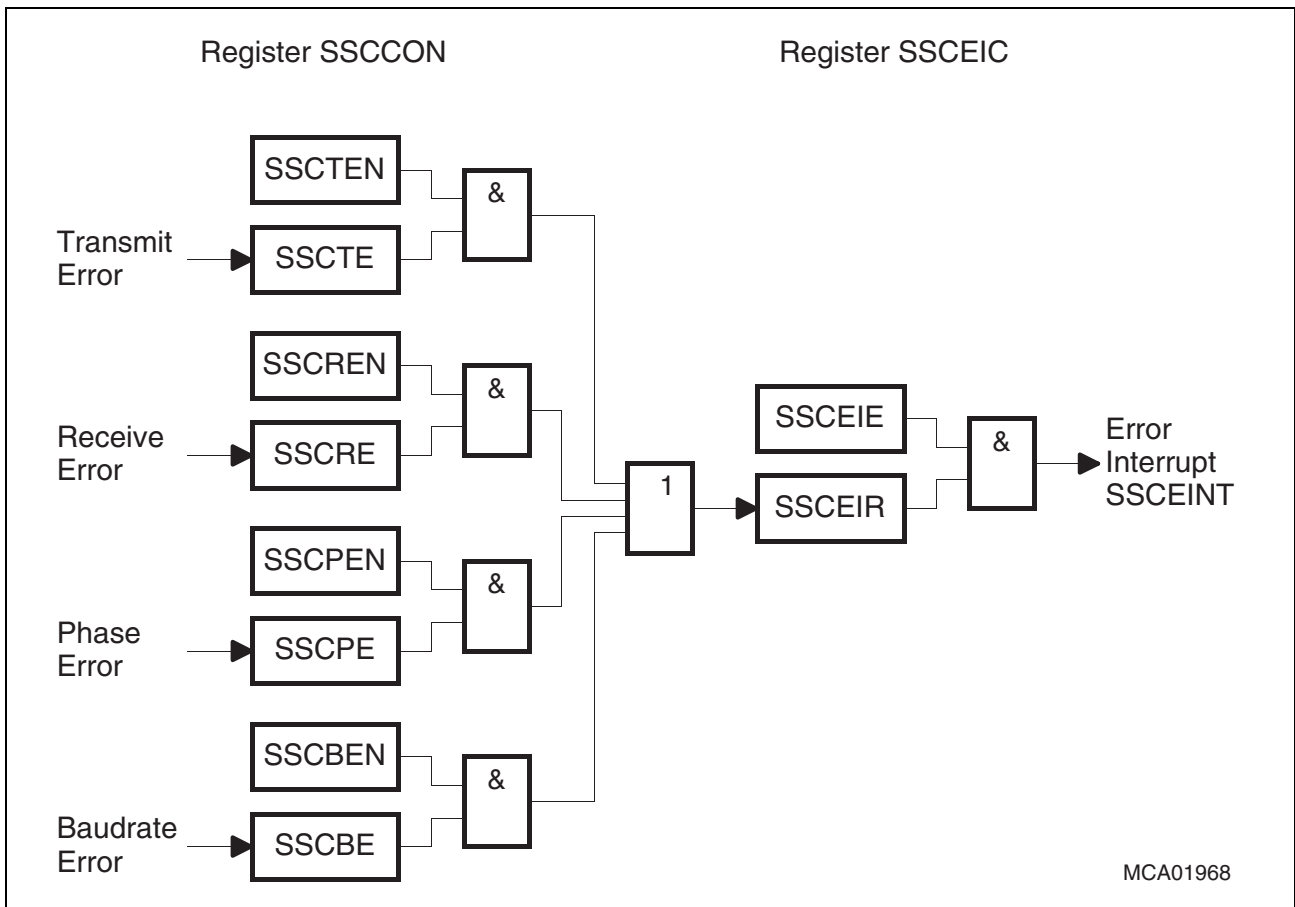 Register SSCCON
Register SSCEIC
SSCTEN
&
Transmit
Error
SSCTE
SSCREN
&
Receive
Error
SSCRE
SSCPEN
&
Phase
Error
SSCPE
SSCBEN
&
Baudrate
Error
SSCBE
1
SSCEIE
SSCEIR
&
Error
Interrupt
SSCEINT
MCA01968